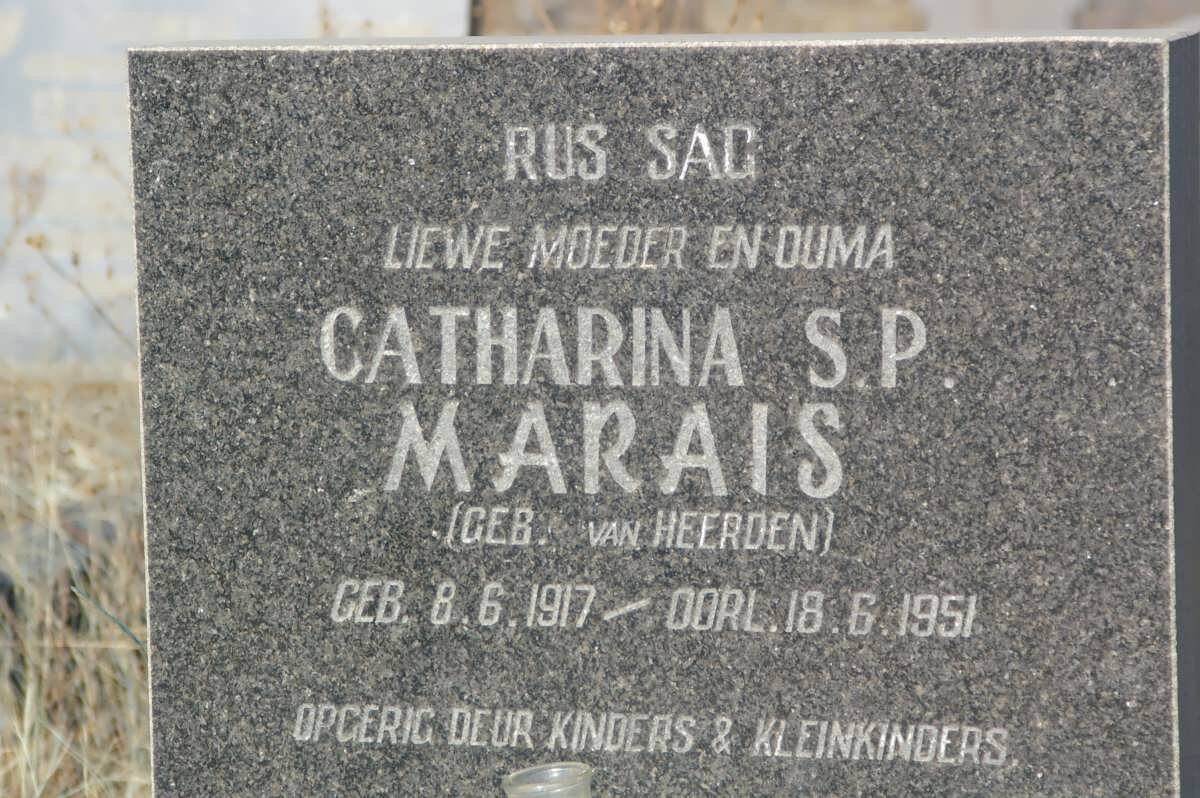 RUS SAG
LIEWE MOEDER EN OUMA
CATHARINA S.P.
MARAIS
(GEB. VAN HEERDEN)
GEB. 8.6.1917 — OORL. 18.6.1951
OPGERIG DEUR KINDERS & KLEINKINDERS.